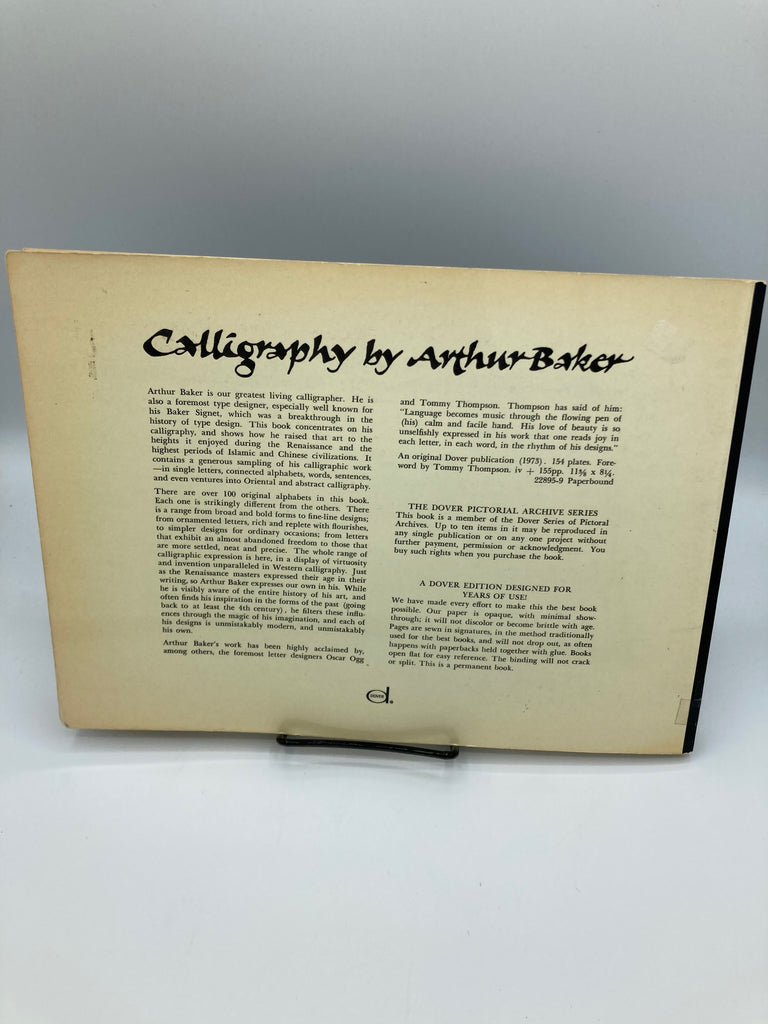 Calligraphy by Arthur Baker
Arthur Baker is our greatest living calligrapher. He is
also a foremost type designer, especially well known for
his Baker Signet, which was a breakthrough in the
history of type design. This book concentrates on his
calligraphy, and shows how he raised that art to the
heights it enjoyed during the Renaissance and the
highest periods of Islamic and Chinese civilizations. It
contains a generous sampling of his calligraphic work
—in single letters, connected alphabets, words, sentences,
and even ventures into Oriental and abstract calligraphy.
There are over 100 original alphabets in this book.
Each one is strikingly different from the others. There
is a range from broad and bold forms to fine-line designs;
from ornamented letters, rich and replete with flourishes,
to simpler designs for ordinary occasions; from letters
that exhibit an almost abandoned freedom to those that
are more settled, neat and precise. The whole range of
calligraphic expression is here, in a display of virtuosity
and invention unparalleled in Western calligraphy. Just
as the Renaissance masters expressed their age in their
writing, so Arthur Baker expresses our own in his. While
he is visibly aware of the entire history of his art, and
often finds his inspiration in the forms of the past (going
back to at least the 4th century), he filters these influ-
ences through the magic of his imagination, and each of
his designs is unmistakably modern, and unmistakably
his own.
Arthur Baker's work has been highly acclaimed by,
among others, the foremost letter designers Oscar Ogg
and Tommy Thompson. Thompson has said of him:
"Language becomes music through the flowing pen of
(his) calm and facile hand. His love of beauty is so
unselfishly expressed in his work that one reads joy in
each letter, in each word, in the rhythm of his designs."
An original Dover publication (1973). 154 plates. Fore-
word by Tommy Thompson. iv + 155pp. 11⅜ x 8¼.
22895-9 Paperbound
THE DOVER PICTORIAL ARCHIVE SERIES
This book is a member of the Dover Series of Pictoral
Archives. Up to ten items in it may be reproduced in
any single publication or on any one project without
further payment, permission or acknowledgment. You
buy such rights when you purchase the book.
A DOVER EDITION DESIGNED FOR
YEARS OF USE!
We have made every effort to make this the best book
possible. Our paper is opaque, with minimal show-
through; it will not discolor or become brittle with age.
Pages are sewn in signatures, in the method traditionally
used for the best books, and will not drop out, as often
happens with paperbacks held together with glue. Books
open flat for easy reference. The binding will not crack
or split. This is a permanent book.
DOVER